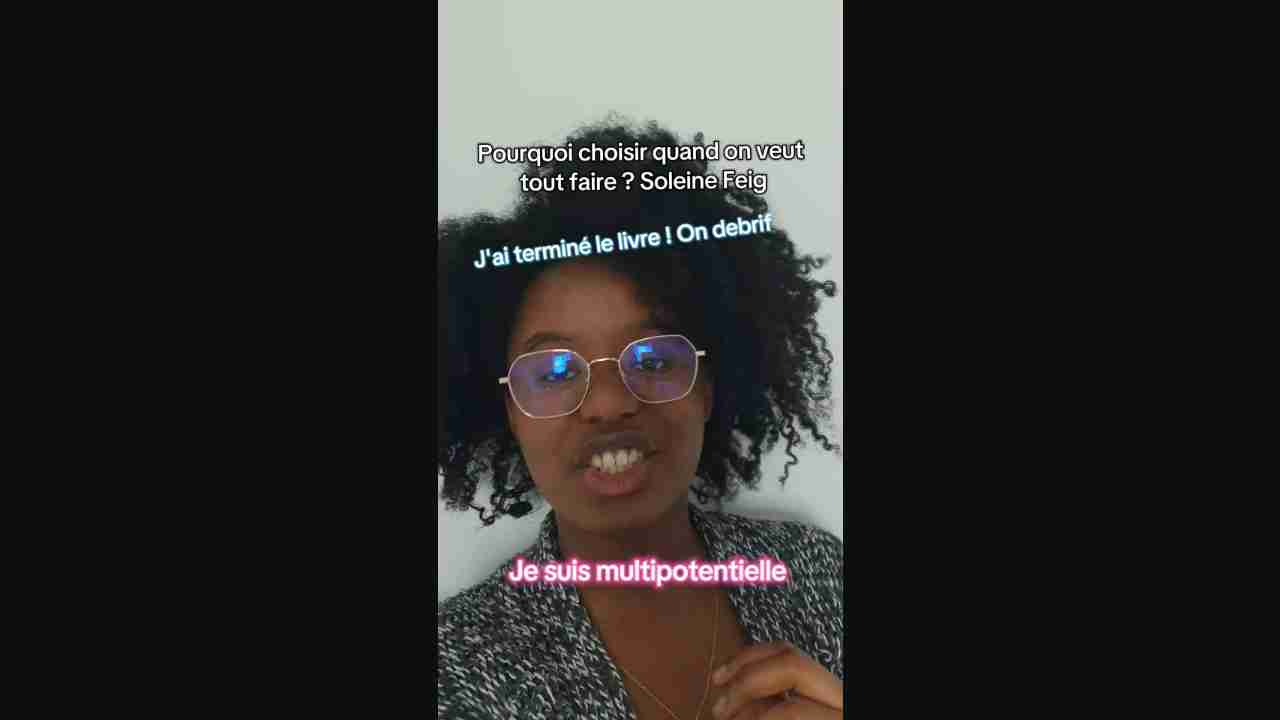 Pourquoi choisir quand on veut
tout faire ? Soleine Feig
J'ai terminé le livre ! On debrif
Je suis multipotentielle